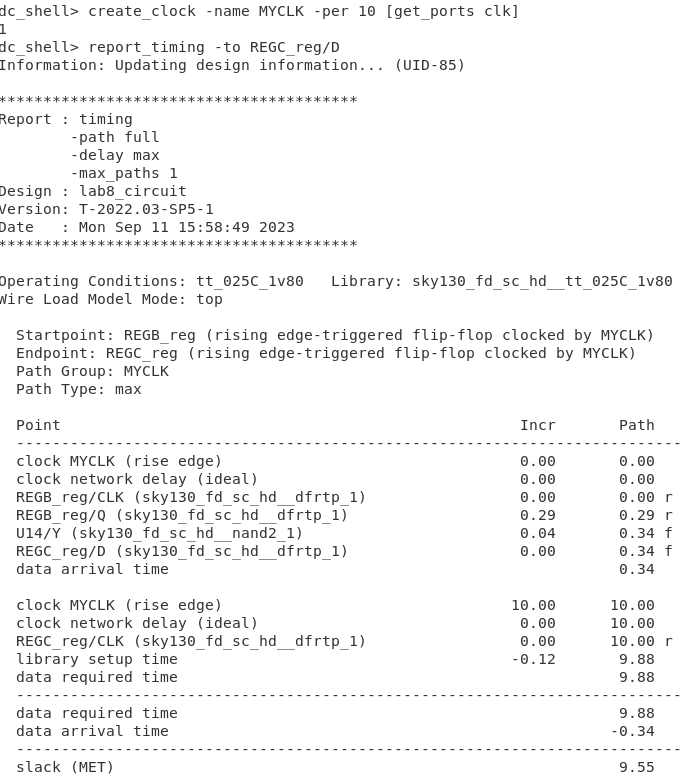 dc_shell> create_clock -name MYCLK -per 10 [get_ports clk]
1
dc_shell> report_timing -to REGC_reg/D
Information: Updating design information... (UID-85)

****************************************
Report : timing
        -path full
        -delay max
        -max_paths 1
Design : lab8_circuit
Version: T-2022.03-SP5-1
Date   : Mon Sep 11 15:58:49 2023
****************************************

Operating Conditions: tt_025C_1v80   Library: sky130_fd_sc_hd__tt_025C_1v80
Wire Load Model Mode: top

  Startpoint: REGB_reg (rising edge-triggered flip-flop clocked by MYCLK)
  Endpoint: REGC_reg (rising edge-triggered flip-flop clocked by MYCLK)
  Path Group: MYCLK
  Path Type: max

  Point                                                   Incr       Path
  --------------------------------------------------------------------------
  clock MYCLK (rise edge)                                 0.00       0.00
  clock network delay (ideal)                             0.00       0.00
  REGB_reg/CLK (sky130_fd_sc_hd__dfrtp_1)                 0.00       0.00 r
  REGB_reg/Q (sky130_fd_sc_hd__dfrtp_1)                   0.29       0.29 r
  U14/Y (sky130_fd_sc_hd__nand2_1)                        0.04       0.34 f
  REGC_reg/D (sky130_fd_sc_hd__dfrtp_1)                   0.00       0.34 f
  data arrival time                                                  0.34

  clock MYCLK (rise edge)                                10.00      10.00
  clock network delay (ideal)                             0.00      10.00
  REGC_reg/CLK (sky130_fd_sc_hd__dfrtp_1)                 0.00      10.00 r
  library setup time                                     -0.12       9.88
  data required time                                                 9.88
  --------------------------------------------------------------------------
  data required time                                                 9.88
  data arrival time                                                 -0.34
  --------------------------------------------------------------------------
  slack (MET)                                                        9.55